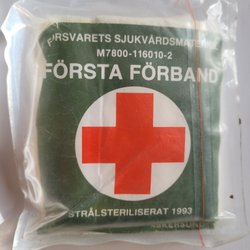 FÖRSVARETS SJUKVÅRDSMATERIEL
M7800-116010-2
FÖRSTA FÖRBAND
STRÅLSTERILISERAT 1993